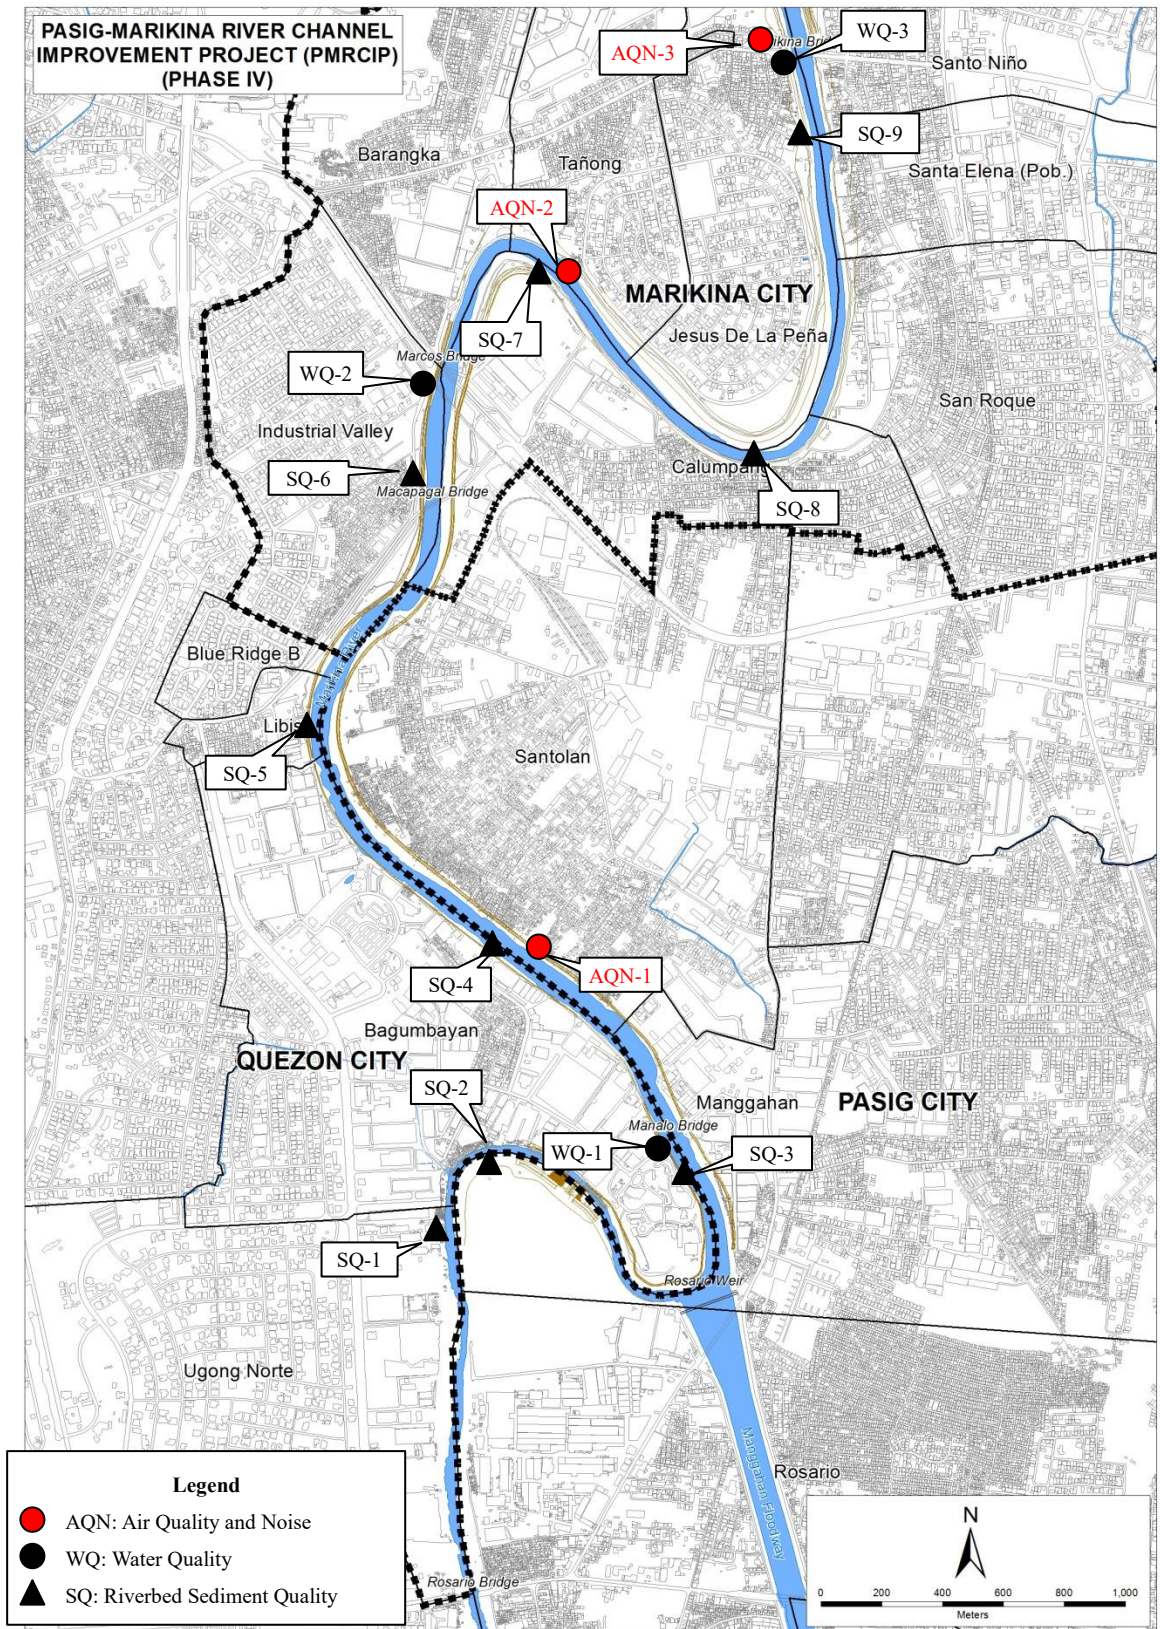 PASIG-MARIKINA RIVER CHANNEL
IMPROVEMENT PROJECT (PMRCIP)
(PHASE IV)
AQN-3
WQ-3
Santo Niño
SQ-9
Barangka
Tañong
Santa Elena (Pob.)
AQN-2
MARIKINA CITY
SQ-7
Jesus De La Peña
Marcos Bridge
WQ-2
San Roque
Industrial Valley
SQ-6
Macapagal Bridge
Calumpang
SQ-8
Blue Ridge B
Marikina River
Libis
SQ-5
Santolan
SQ-4
AQN-1
Bagumbayan
QUEZON CITY
SQ-2
Manggahan
PASIG CITY
Manalo Bridge
WQ-1
SQ-3
SQ-1
Rosario Weir
Ugong Norte
Manggahan Floodway
Rosario
Rosario Bridge
Legend
AQN: Air Quality and Noise
WQ: Water Quality
SQ: Riverbed Sediment Quality
N
0 200 400 600 800 1,000
Meters